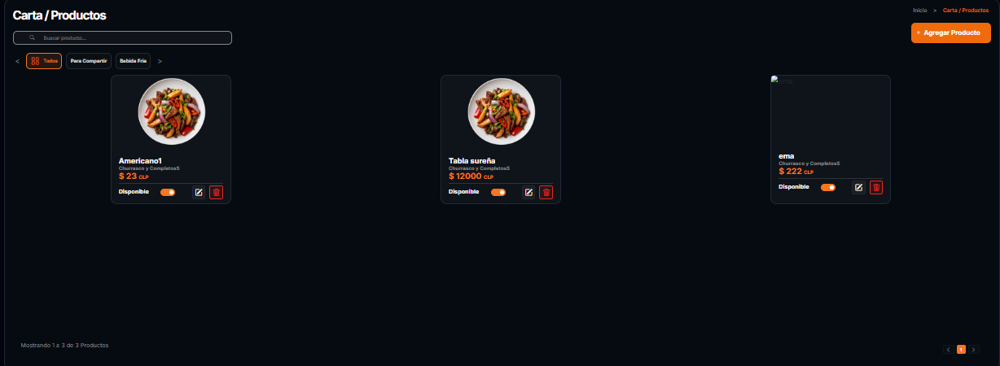 Carta / Productos
Inicio > Carta / Productos
Buscar producto...
+ Agregar Producto
< Todos Para Compartir Bebida Fria >
Americano1
Churrasco y CompletosS
$ 23 CLP
Disponible
Tabla sureña
Churrasco y CompletosS
$ 12000 CLP
Disponible
ema
ema
Churrasco y CompletosS
$ 222 CLP
Disponible
Mostrando 1 a 3 de 3 Productos
< 1 >